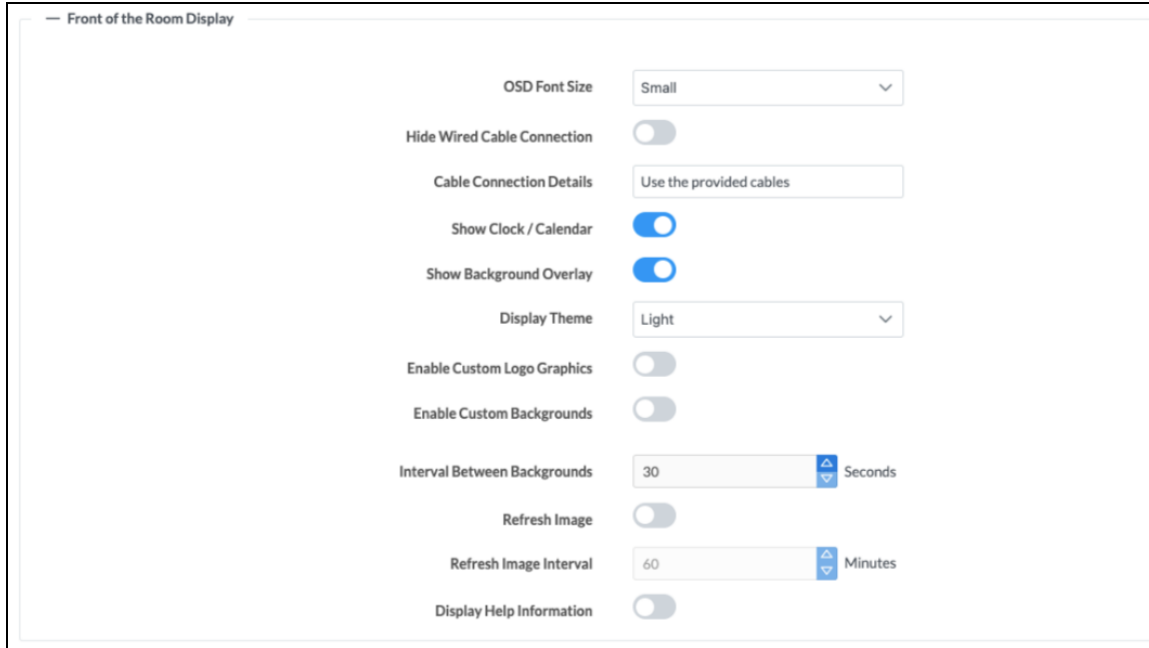 — Front of the Room Display
OSD Font Size Small
Hide Wired Cable Connection
Cable Connection Details Use the provided cables
Show Clock / Calendar
Show Background Overlay
Display Theme Light
Enable Custom Logo Graphics
Enable Custom Backgrounds
Interval Between Backgrounds 30 Seconds
Refresh Image
Refresh Image Interval 60 Minutes
Display Help Information